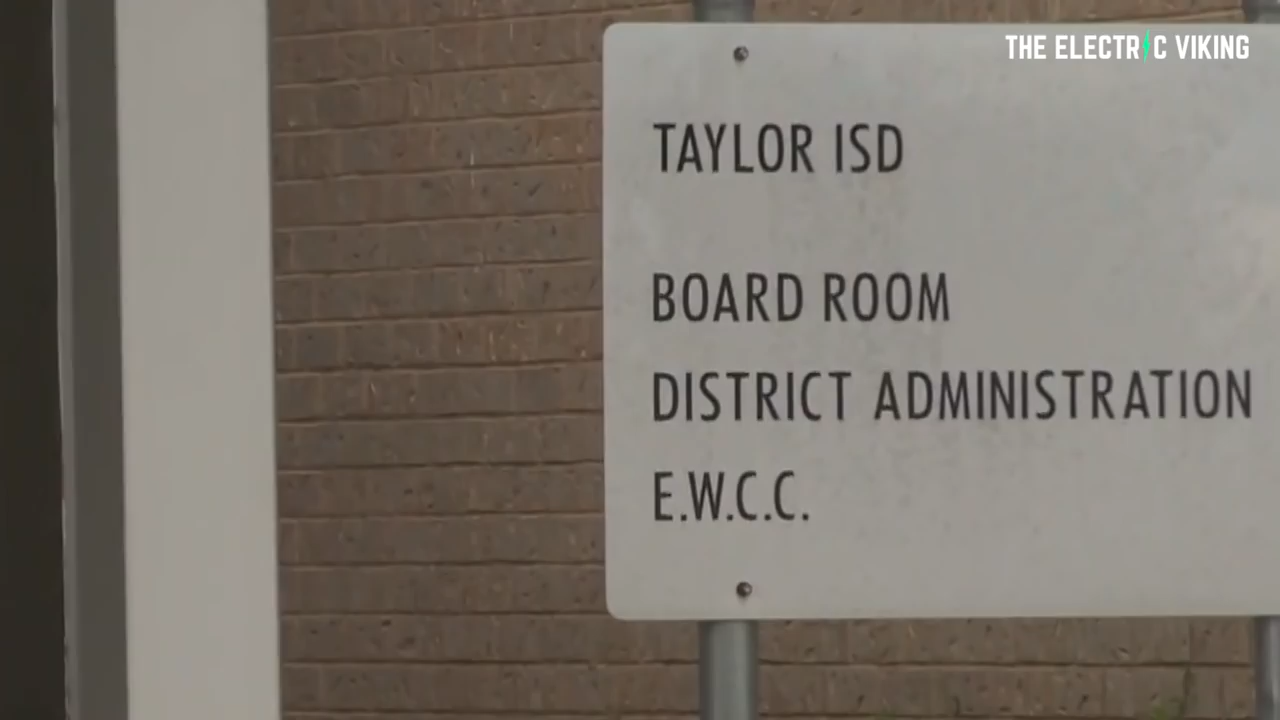 THE ELECTRIC VIKING
TAYLOR ISD
BOARD ROOM
DISTRICT ADMINISTRATION
E.W.C.C.